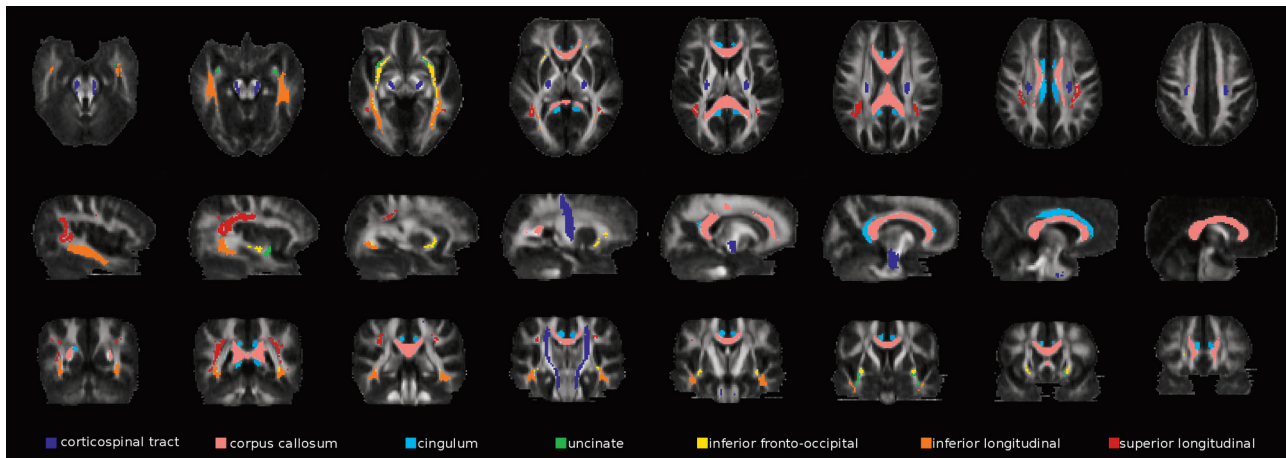 corticospinal tract corpus callosum cingulum uncinate inferior fronto-occipital inferior longitudinal superior longitudinal